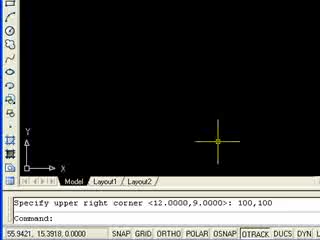 Y
X
Model Layout1 Layout2
Specify upper right corner <12.0000,9.0000>: 100,100
Command:
55.9421, 15.3918, 0.0000 SNAP GRID ORTHO POLAR OSNAP OTRACK DUCS DYN